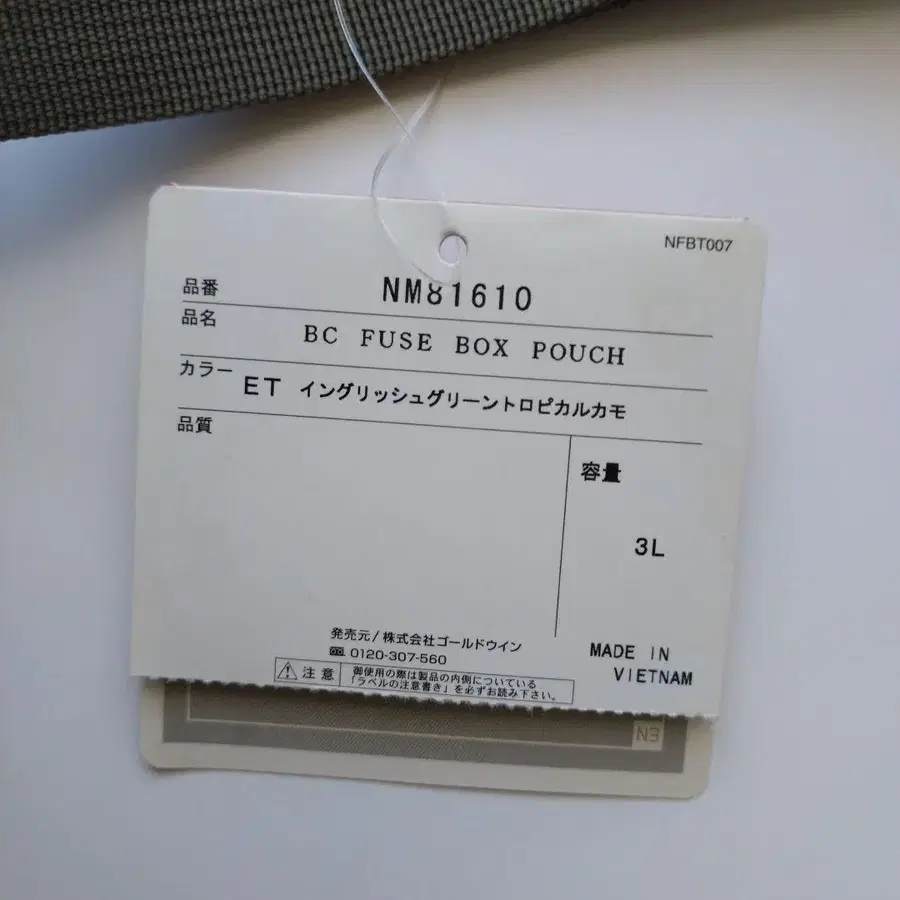 NFBT007
品番 NM81610
品名 BC FUSE BOX POUCH
カラー ET イングリッシュグリーントロピカルカモ
品質
容量
3L
発売元/株式会社ゴールドウイン
0120-307-560
MADE IN
VIETNAM
注意
御使用の際は製品の内側についている
「ラベルの注意書き」を必ずお読み下さい。